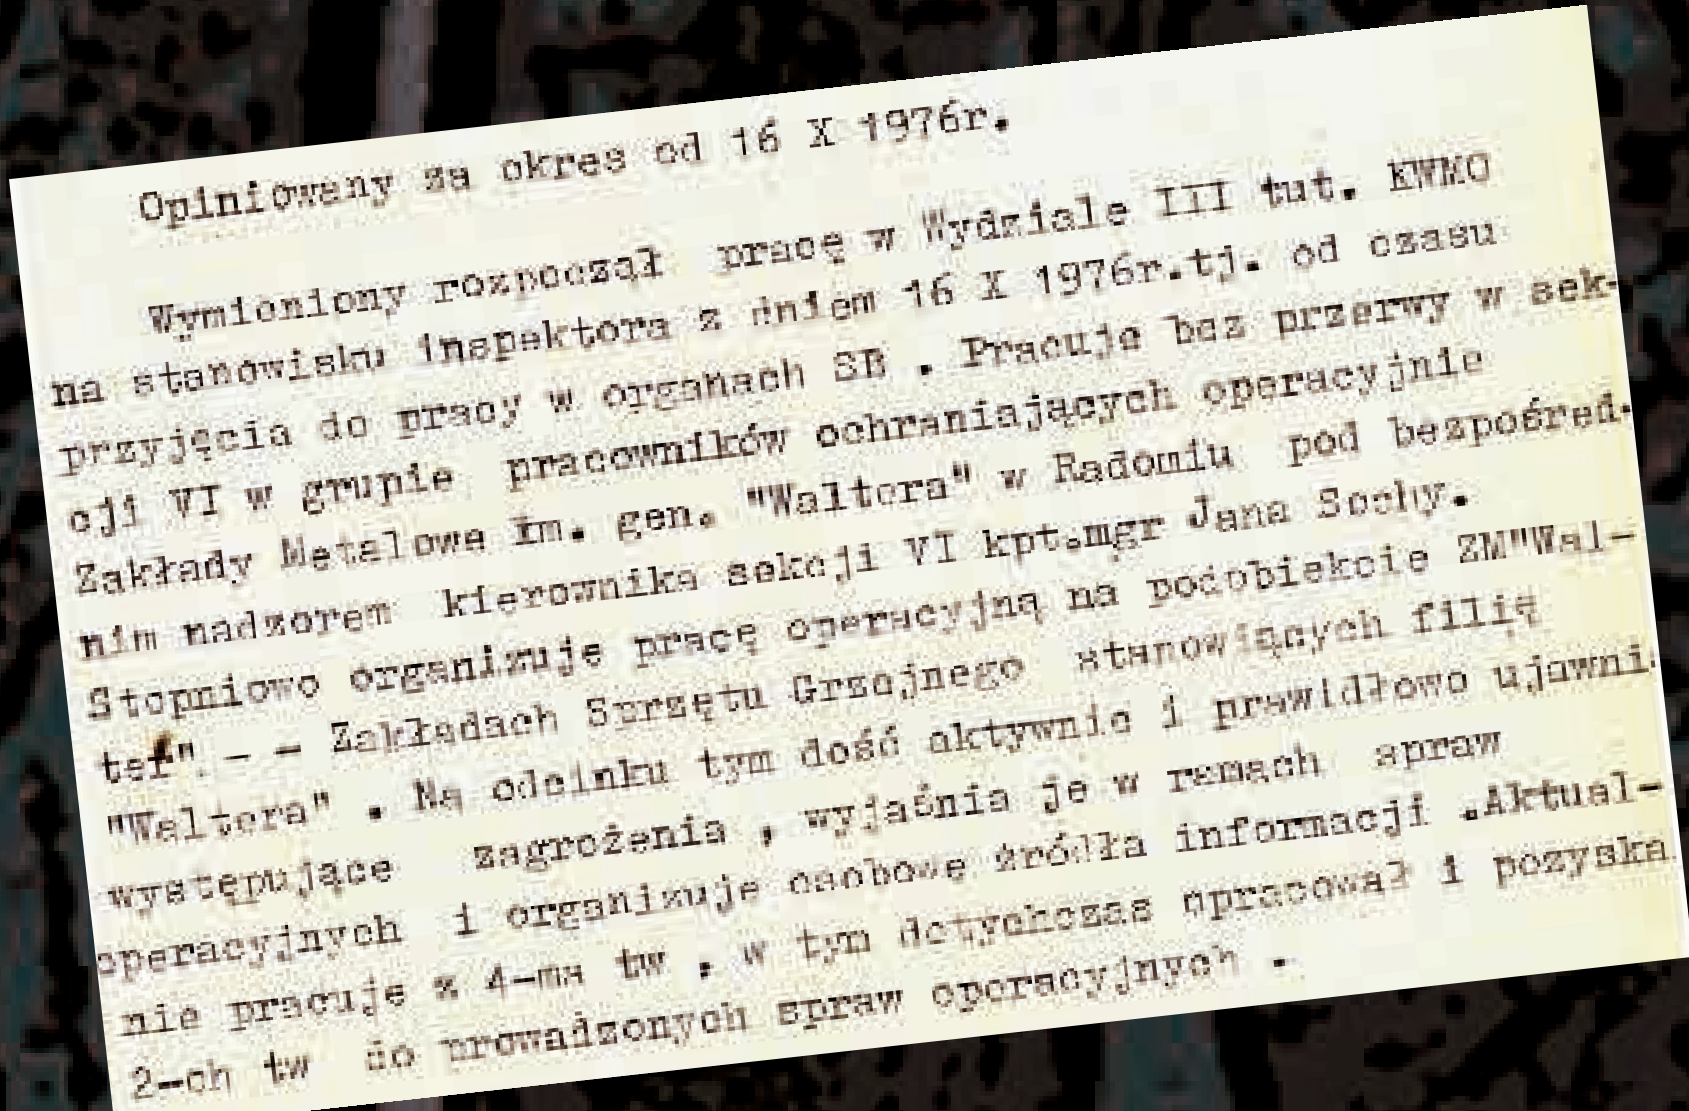 Opiniowany za okres od 16 X 1976r.
Wymieniony rozpoczął pracę w Wydziale III tut. KWMO
na stanowisku inspektora z dniem 16 X 1976r.tj. od czasu
przyjęcia do pracy w organach SB . Pracuje bez przerwy w sek-
cji VI w grupie pracowników ochraniających operacyjnie
Zakłady Metalowe im. gen. "Waltera" w Radomiu pod bezpośred-
nim nadzorem kierownika sekcji VI kpt.mgr Jana Sochy.
Stopniowo organizuje pracę operacyjną na podobiekcie ZM"Wal-
ter" - - Zakładach Sprzętu Grzejnego stanowiących filię
"Waltera" . Na odcinku tym dość aktywnie i prawidłowo ujawni
występujące zagrożenia , wyjaśnia je w ramach spraw
operacyjnych i organizuje osobowe źródła informacji .Aktual-
nie pracuje z 4-ma tw , w tym dotychczas opracował i pozyska
2-ch tw do prowadzonych spraw operacyjnych .